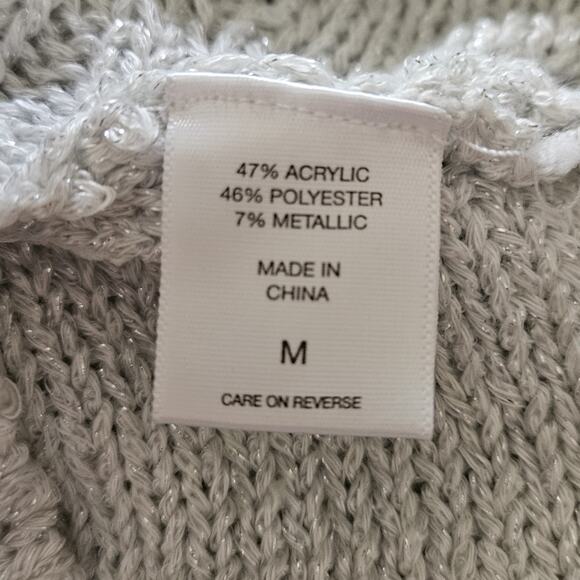 47% ACRYLIC
46% POLYESTER
7% METALLIC
MADE IN
CHINA
M
CARE ON REVERSE